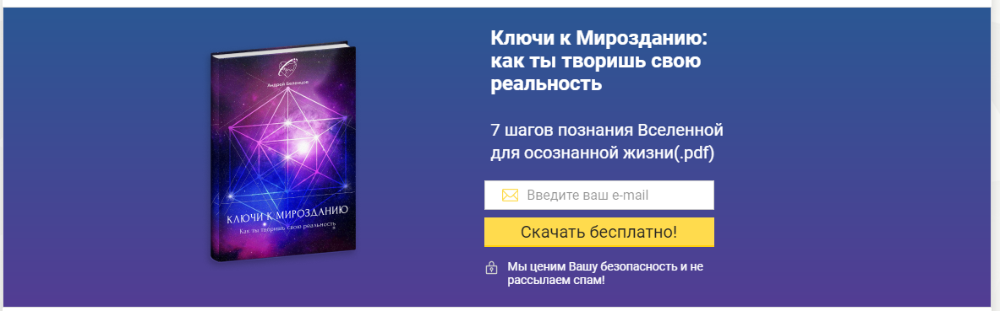 Андрей Беленцов
КЛЮЧИ К МИРОЗДАНИЮ
Как ты творишь свою реальность
Ключи к Мирозданию:
как ты творишь свою
реальность
7 шагов познания Вселенной
для осознанной жизни(.pdf)
Введите ваш e-mail
Скачать бесплатно!
Мы ценим Вашу безопасность и не
рассылаем спам!